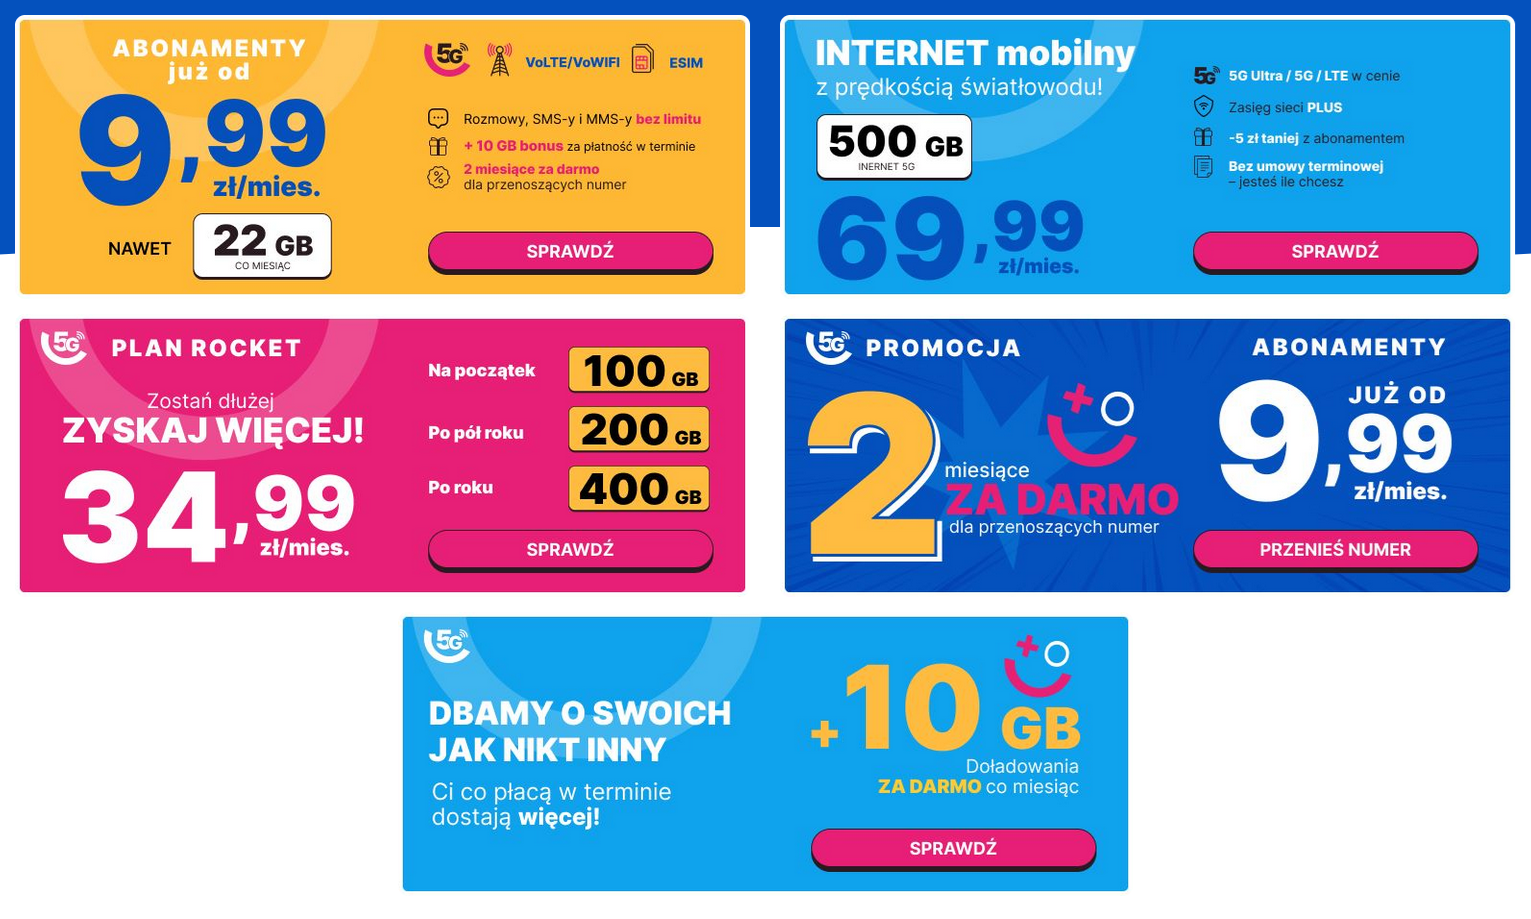 ABONAMENTY
już od
9,99
zł/mies.
NAWET
22 GB
CO MIESIĄC
5G
VoLTE/VoWIFI
ESIM
Rozmowy, SMS-y i MMS-y bez limitu
+ 10 GB bonus za płatność w terminie
2 miesiące za darmo
dla przenoszących numer
SPRAWDŹ
INTERNET mobilny
z prędkością światłowodu!
500 GB
INERNET 5G
69,99
zł/mies.
5G
5G Ultra / 5G / LTE w cenie
Zasięg sieci PLUS
-5 zł taniej z abonamentem
Bez umowy terminowej
– jesteś ile chcesz
SPRAWDŹ
5G
PLAN ROCKET
Zostań dłużej
ZYSKAJ WIĘCEJ!
34,99
zł/mies.
Na początek
100 GB
Po pół roku
200 GB
Po roku
400 GB
SPRAWDŹ
5G
PROMOCJA
2
miesiące
ZA DARMO
dla przenoszących numer
ABONAMENTY
JUŻ OD
9,99
zł/mies.
PRZENIEŚ NUMER
5G
DBAMY O SWOICH
JAK NIKT INNY
Ci co płacą w terminie
dostają więcej!
+10 GB
Doładowania
ZA DARMO co miesiąc
SPRAWDŹ